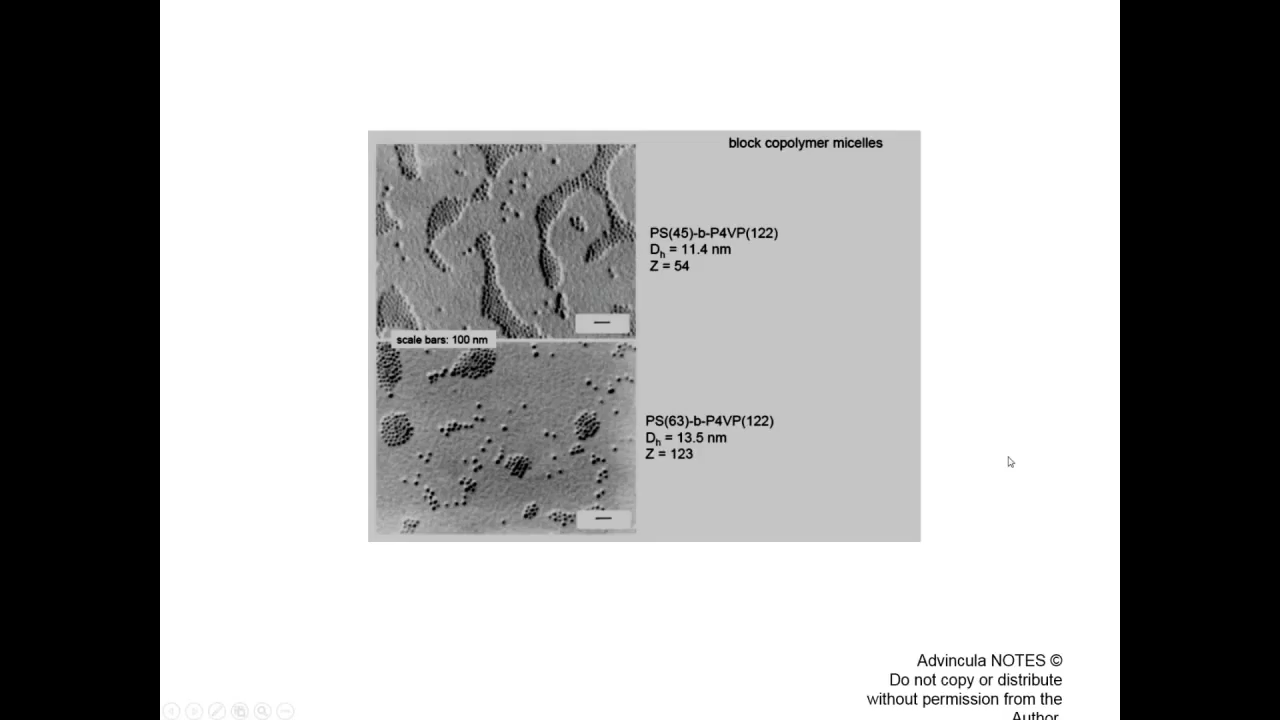 block copolymer micelles
PS(45)-b-P4VP(122)
Dh = 11.4 nm
Z = 54
scale bars: 100 nm
PS(63)-b-P4VP(122)
Dh = 13.5 nm
Z = 123
Advincula NOTES ©
Do not copy or distribute
without permission from the
Author.